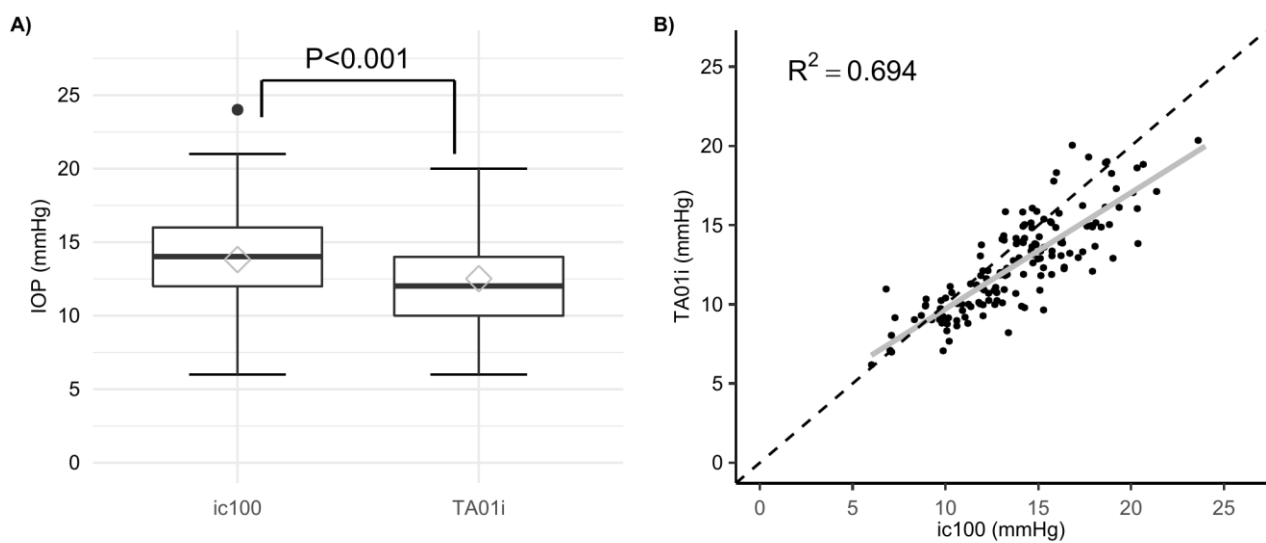 A)
P<0.001
IOP (mmHg)
25
20
15
10
5
0
ic100
TA01i
B)
R² = 0.694
TA01i (mmHg)
25
20
15
10
5
0
0 5 10 15 20 25
ic100 (mmHg)